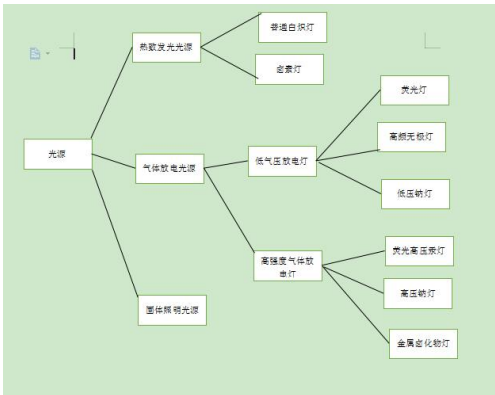 普通白炽灯
热致发光光源
卤素灯
荧光灯
高频无极灯
光源
气体放电光源
低气压放电灯
低压钠灯
荧光高压汞灯
高强度气体放
电灯
高压钠灯
固体照明光源
金属卤化物灯